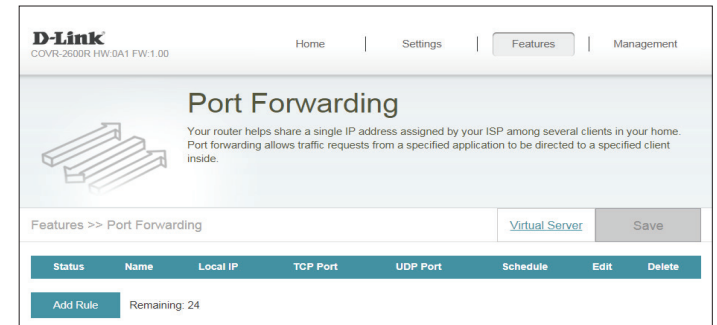 D-Link
COVR-2600R HW:0A1 FW:1.00
Home | Settings | Features | Management
Port Forwarding
Your router helps share a single IP address assigned by your ISP among several clients in your home.
Port forwarding allows traffic requests from a specified application to be directed to a specified client
inside.
Features >> Port Forwarding
Virtual Server
Save
Status Name Local IP TCP Port UDP Port Schedule Edit Delete
Add Rule Remaining: 24